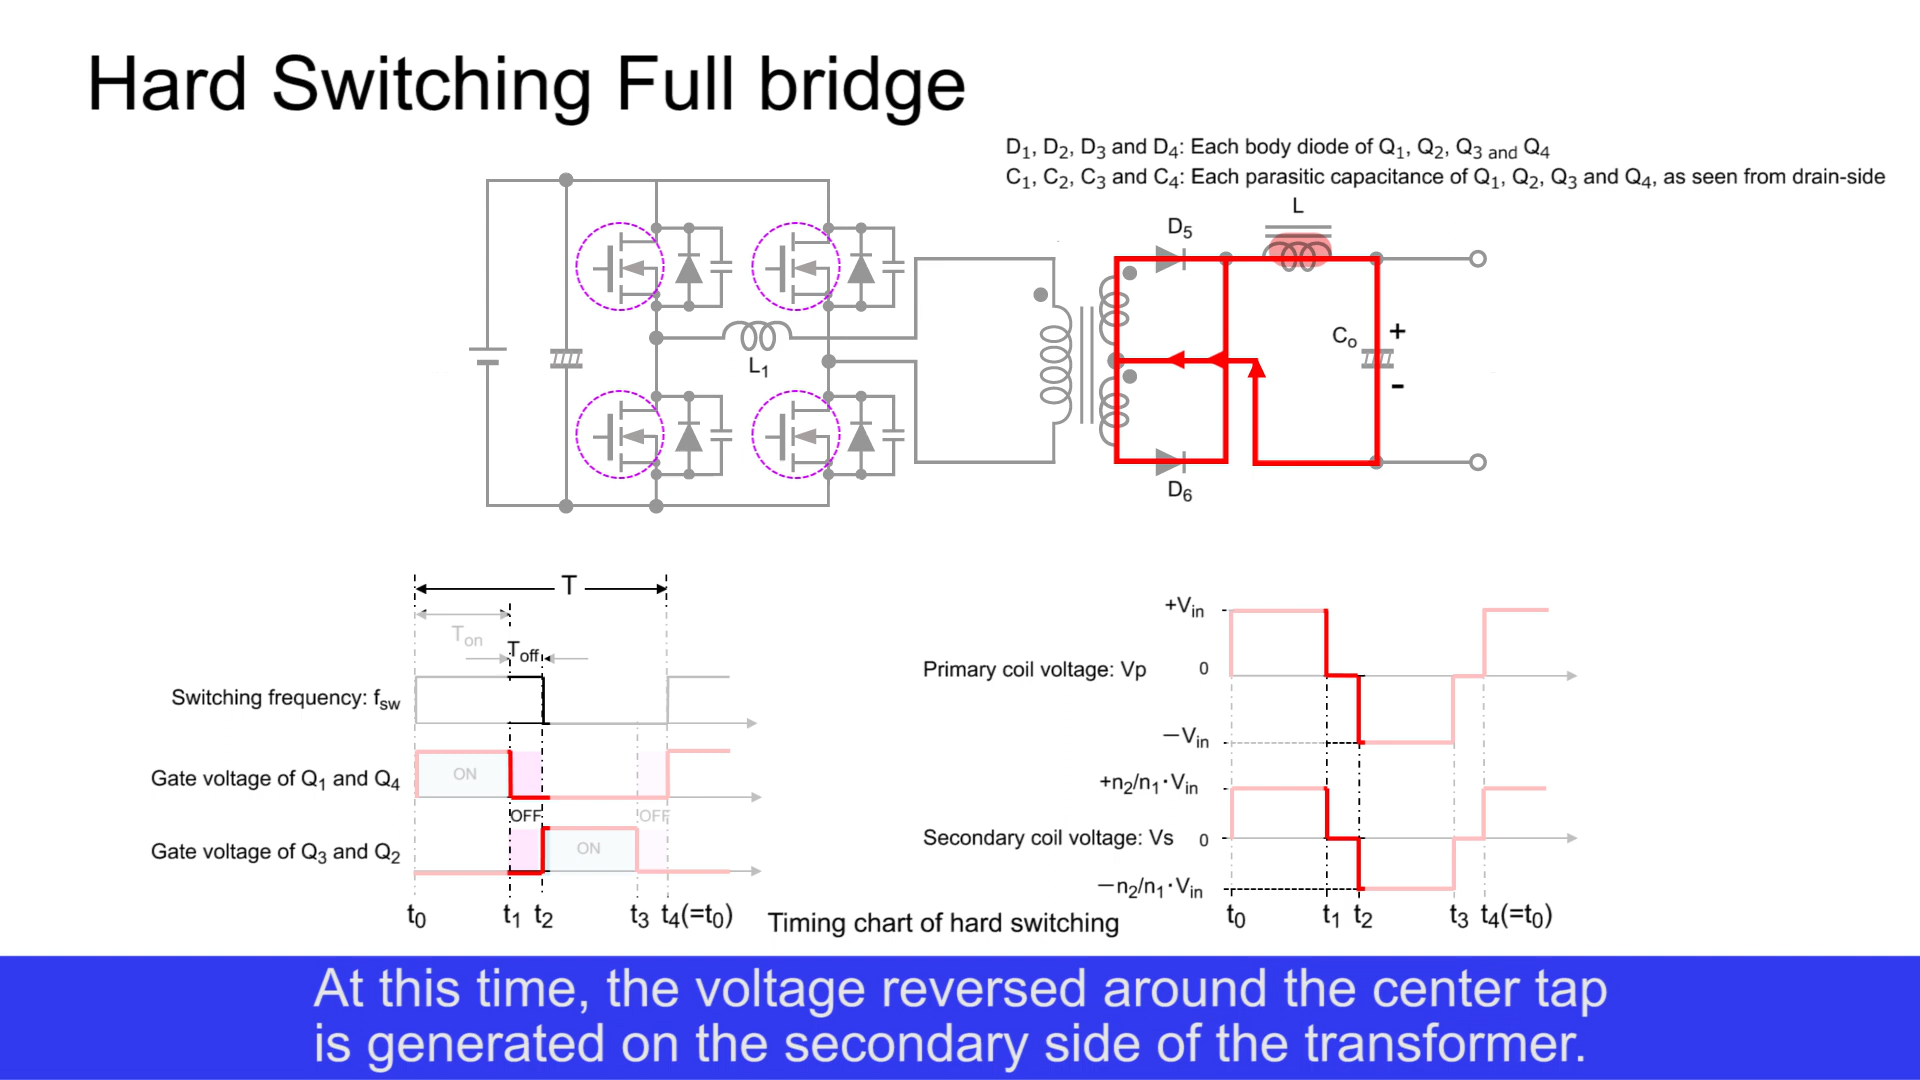 Hard Switching Full bridge
D1, D2, D3 and D4: Each body diode of Q1, Q2, Q3 and Q4
C1, C2, C3 and C4: Each parasitic capacitance of Q1, Q2, Q3 and Q4, as seen from drain-side
L
D5
Co
+
-
L1
D6
T
Ton
Toff
Switching frequency: fsw
Gate voltage of Q1 and Q4
ON
OFF
OFF
Gate voltage of Q3 and Q2
ON
t0 t1 t2 t3 t4(=t0)
Timing chart of hard switching
+Vin
Primary coil voltage: Vp
0
−Vin
+n2/n1・Vin
Secondary coil voltage: Vs
0
−n2/n1・Vin
t0 t1 t2 t3 t4(=t0)
At this time, the voltage reversed around the center tap
is generated on the secondary side of the transformer.